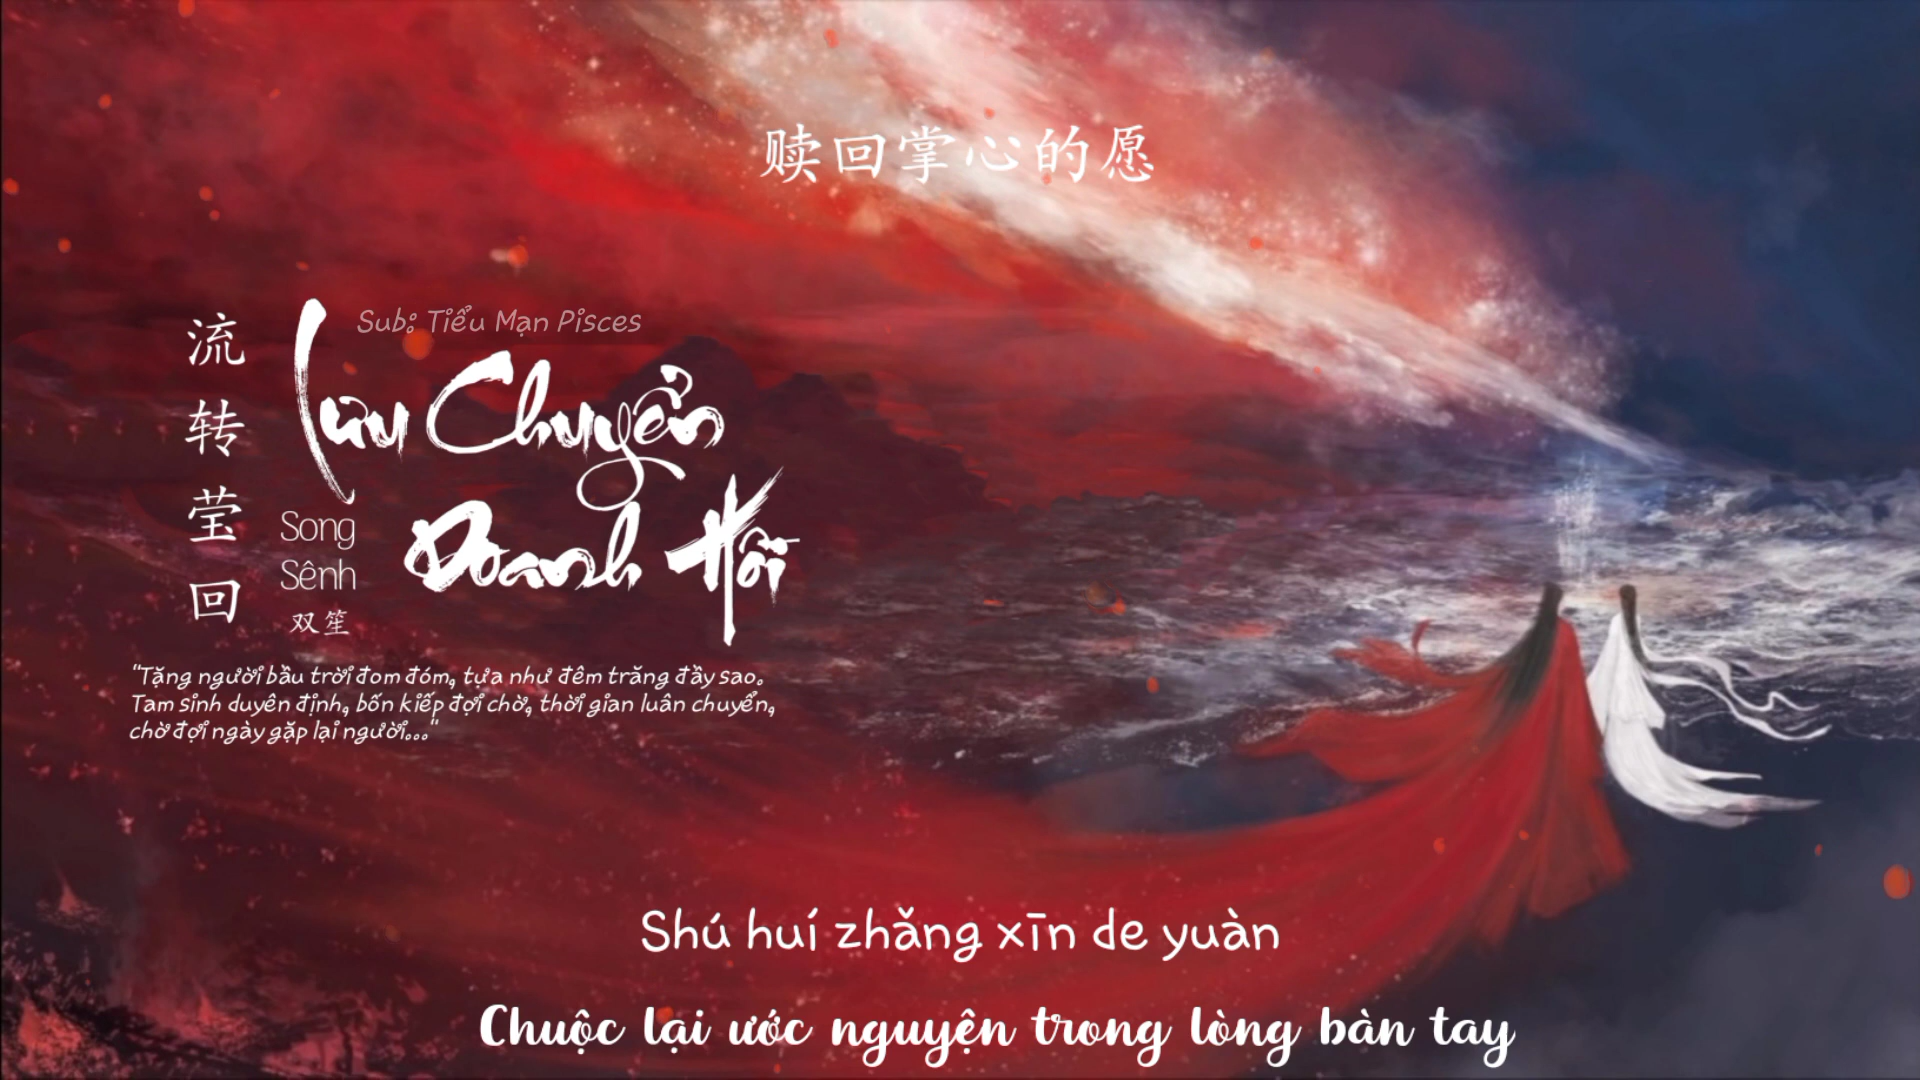 赎回掌心的愿
流转莹回
Sub: Tiểu Mạn Pisces
Lưu Chuyển
Doanh Hồi
Song
Sênh
双笙
"Tặng người bầu trời đom đóm, tựa như đêm trăng đầy sao.
Tam sinh duyên định, bốn kiếp đợi chờ, thời gian luân chuyển,
chờ đợi ngày gặp lại người..."
Shú huí zhǎng xīn de yuàn
Chuộc lại ước nguyện trong lòng bàn tay